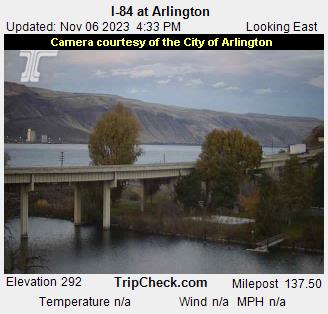 I-84 at Arlington
Updated: Nov 06 2023 4:33 PM Looking East
Camera courtesy of the City of Arlington
Elevation 292 TripCheck.com Milepost 137.50
Temperature n/a Wind n/a MPH n/a